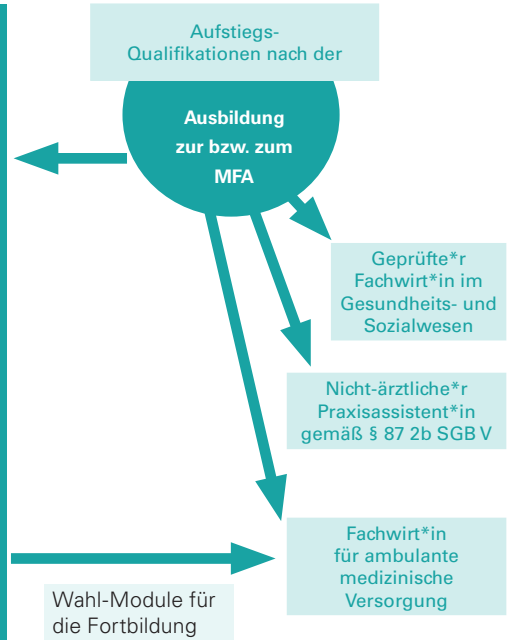 Aufstiegs-
Qualifikationen nach der
Ausbildung
zur bzw. zum
MFA
Geprüfte*r
Fachwirt*in im
Gesundheits- und
Sozialwesen
Nicht-ärztliche*r
Praxisassistent*in
gemäß § 87 2b SGB V
Fachwirt*in
für ambulante
medizinische
Versorgung
Wahl-Module für
die Fortbildung